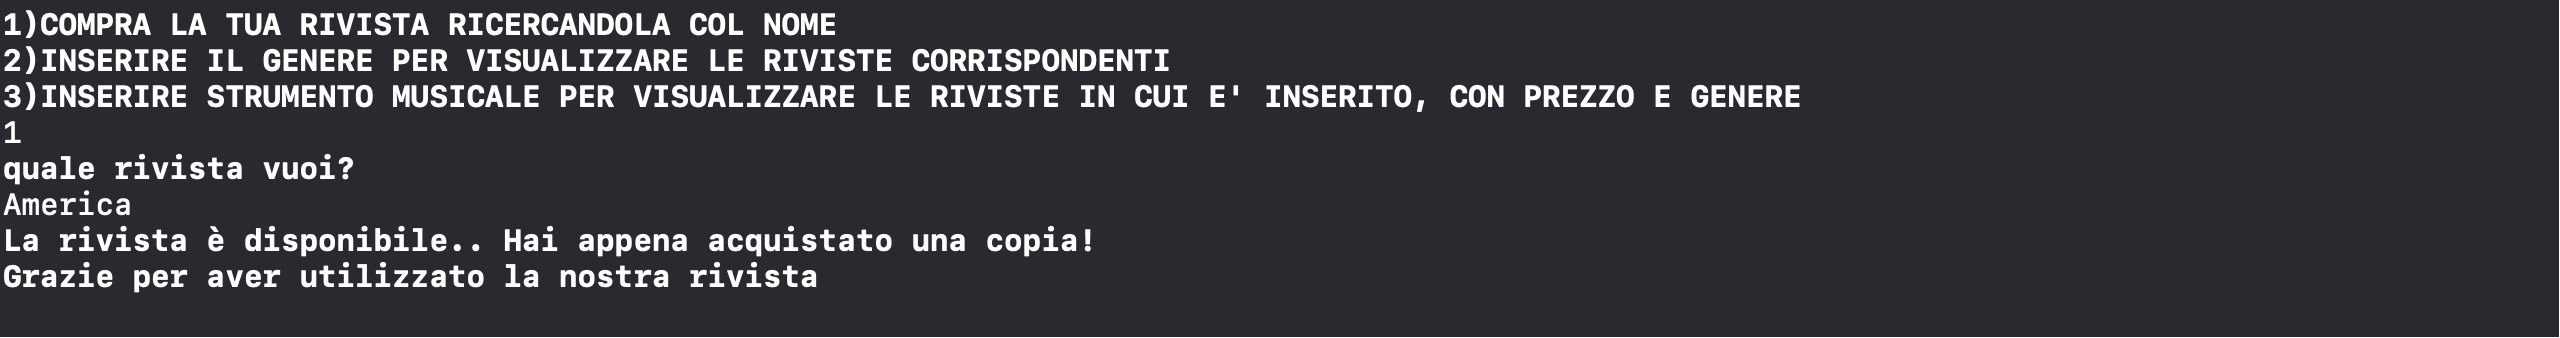 1)COMPRA LA TUA RIVISTA RICERCANDOLA COL NOME
2)INSERIRE IL GENERE PER VISUALIZZARE LE RIVISTE CORRISPONDENTI
3)INSERIRE STRUMENTO MUSICALE PER VISUALIZZARE LE RIVISTE IN CUI E' INSERITO, CON PREZZO E GENERE
1
quale rivista vuoi?
America
La rivista è disponibile.. Hai appena acquistato una copia!
Grazie per aver utilizzato la nostra rivista